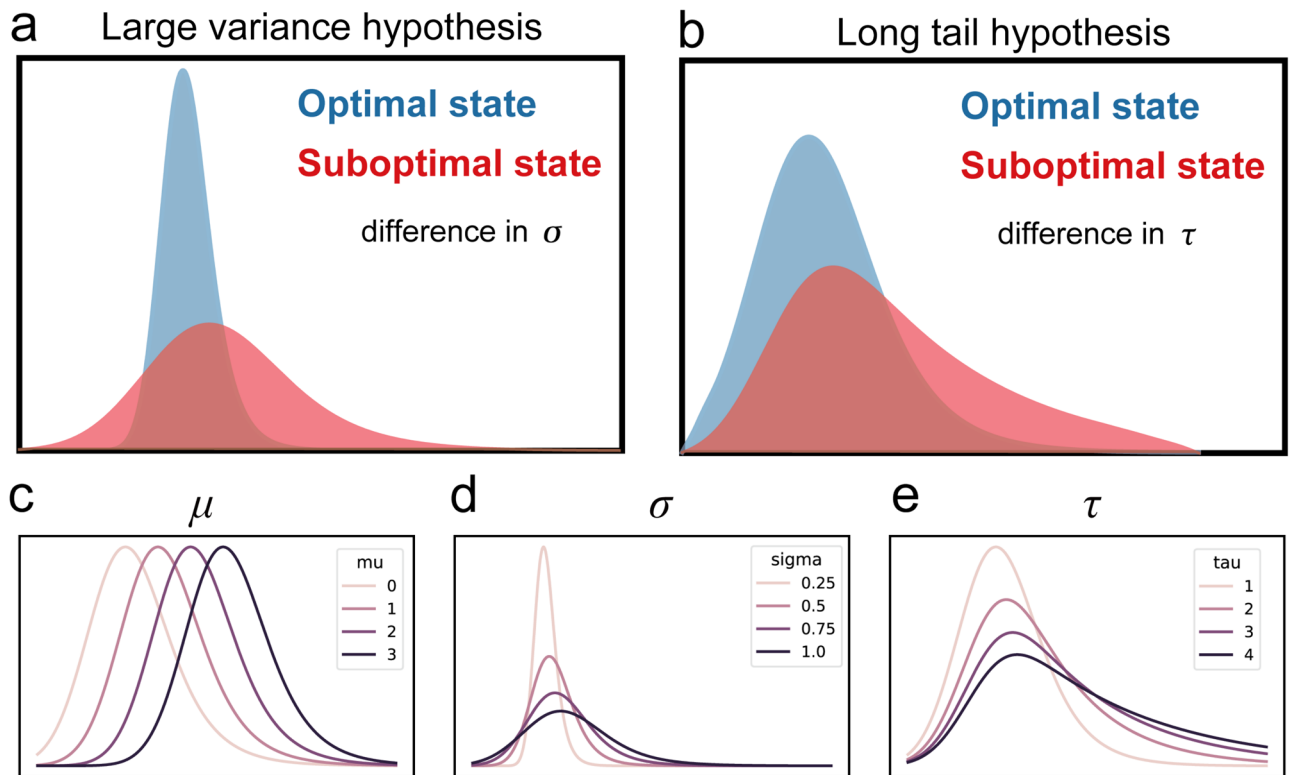 a
Large variance hypothesis
Optimal state
Suboptimal state
difference in σ
b
Long tail hypothesis
Optimal state
Suboptimal state
difference in τ
c
μ
mu
0
1
2
3
d
σ
sigma
0.25
0.5
0.75
1.0
e
τ
tau
1
2
3
4